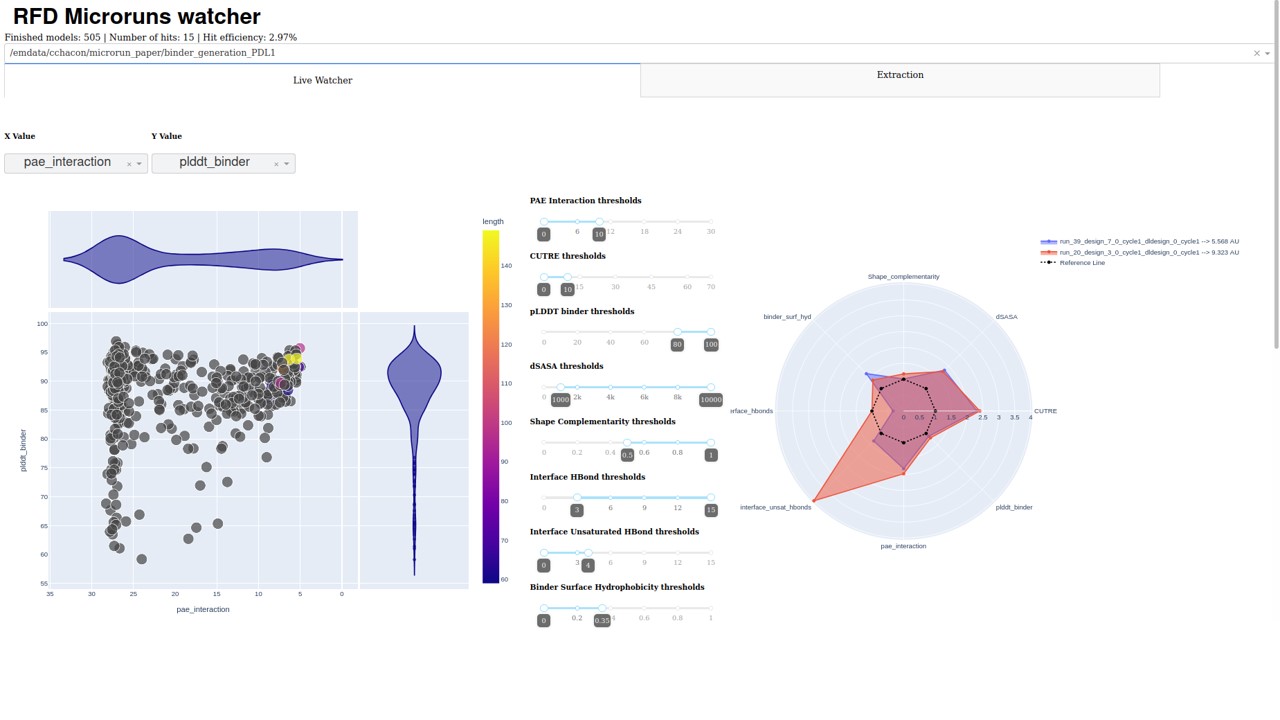 RFD Microruns watcher
Finished models: 505 | Number of hits: 15 | Hit efficiency: 2.97%
/emdata/cchacon/microrun_paper/binder_generation_PDL1
Live Watcher
Extraction
X Value
Y Value
pae_interaction
plddt_binder
100
95
90
85
80
75
70
65
60
55
plddt_binder
35
30
25
20
15
10
5
0
pae_interaction
length
140
130
120
110
100
90
80
70
60
PAE Interaction thresholds
0 6 10 12 18 24 30
CUTRE thresholds
0 10 15 30 45 60 70
pLDDT binder thresholds
0 20 40 60 80 100
dSASA thresholds
0 1000 2k 4k 6k 8k 10000
Shape Complementarity thresholds
0 0.2 0.4 0.5 0.6 0.8 1
Interface HBond thresholds
0 3 6 9 12 15
Interface Unsaturated HBond thresholds
0 3 4 6 9 12 15
Binder Surface Hydrophobicity thresholds
0 0.2 0.35 4 0.6 0.8 1
run_39_design_7_0_cycle1_dldesign_0_cycle1 --> 5.568 AU
run_20_design_3_0_cycle1_dldesign_0_cycle1 --> 9.323 AU
Reference Line
Shape_complementarity
binder_surf_hyd
dSASA
rface_hbonds
0 0.5 1 1.5 2 2.5 3 3.5 4
CUTRE
interface_unsat_hbonds
plddt_binder
pae_interaction